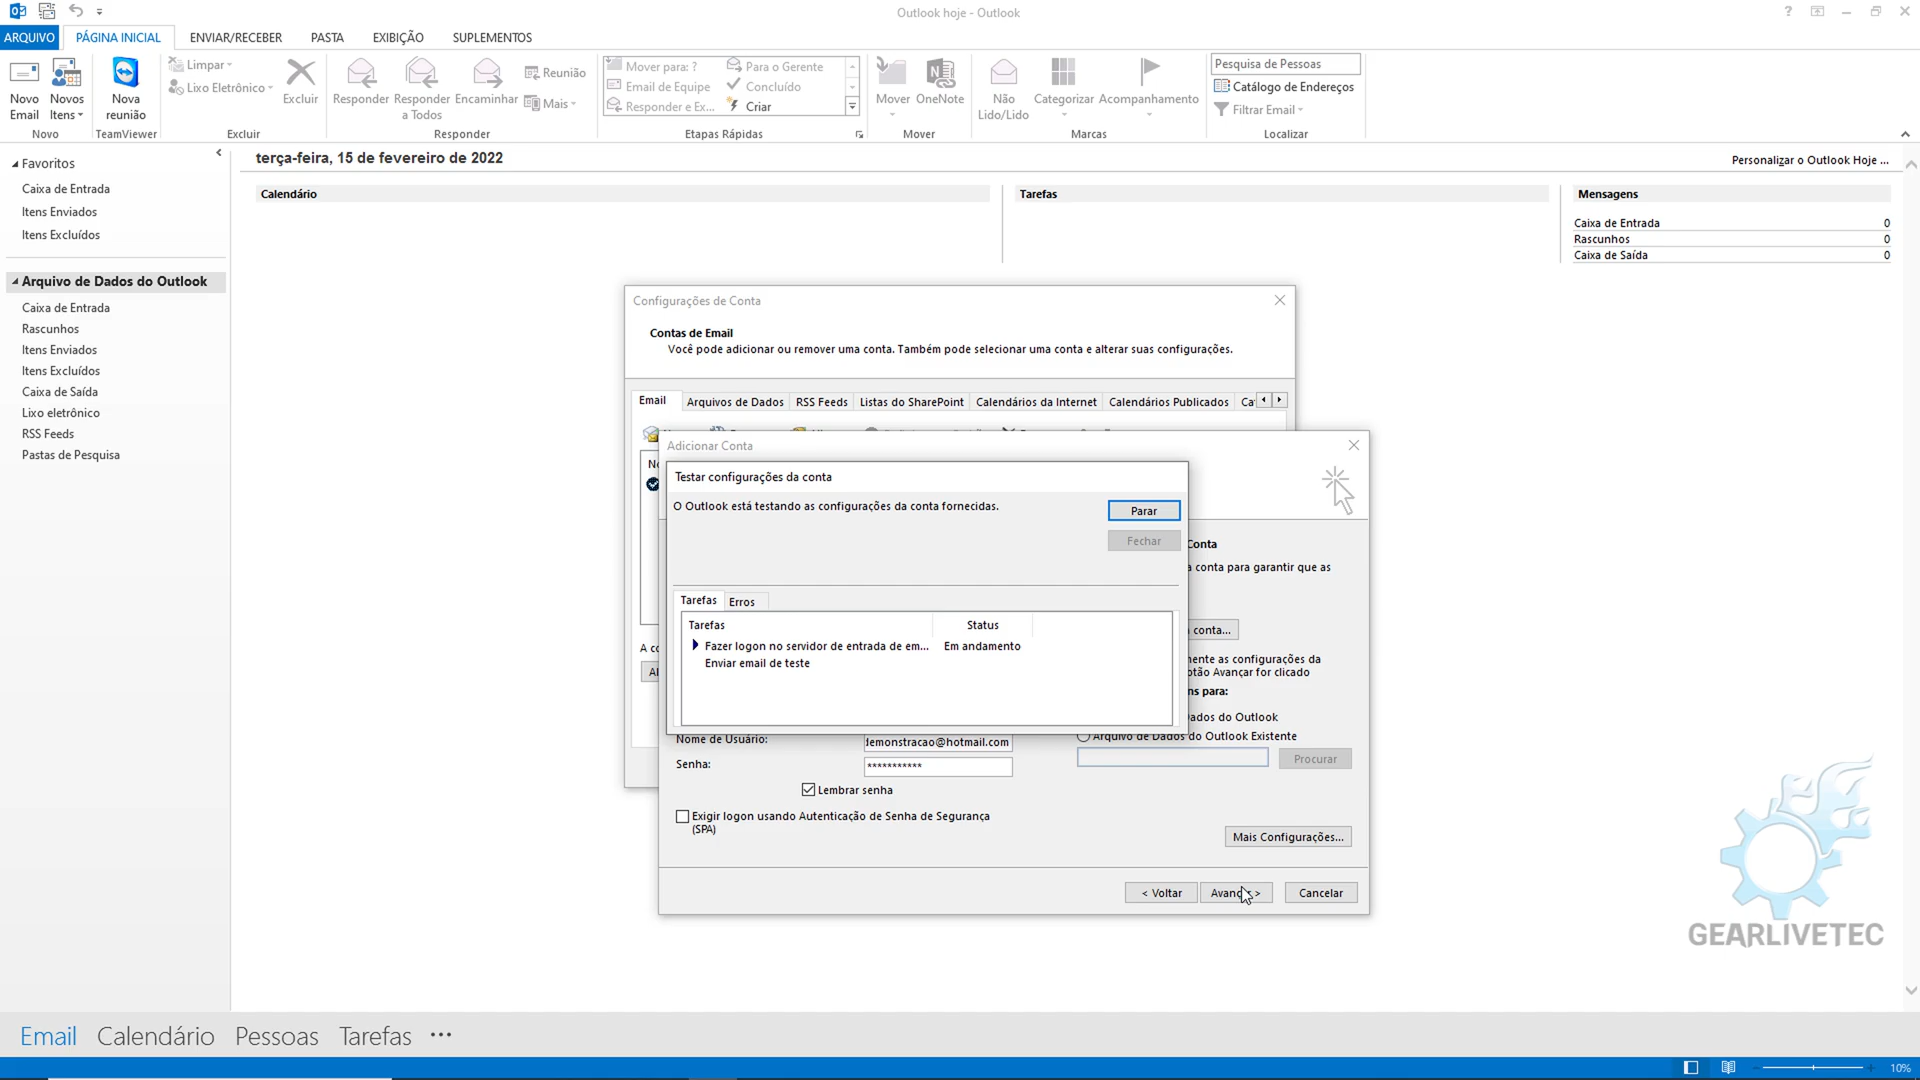 Outlook hoje - Outlook
ARQUIVO PÁGINA INICIAL ENVIAR/RECEBER PASTA EXIBIÇÃO SUPLEMENTOS
Novo Email
Novos Itens
Novo
Nova reunião
TeamViewer
Limpar
Lixo Eletrônico
Excluir
Excluir
Responder
Responder a Todos
Encaminhar
Reunião
Mais
Responder
Mover para: ?
Email de Equipe
Responder e Ex...
Para o Gerente
Concluído
Criar
Etapas Rápidas
Mover
OneNote
Mover
Não Lido/Lido
Categorizar
Acompanhamento
Marcas
Pesquisa de Pessoas
Catálogo de Endereços
Filtrar Email
Localizar
Favoritos
Caixa de Entrada
Itens Enviados
Itens Excluídos
Arquivo de Dados do Outlook
Caixa de Entrada
Rascunhos
Itens Enviados
Itens Excluídos
Caixa de Saída
Lixo eletrônico
RSS Feeds
Pastas de Pesquisa
terça-feira, 15 de fevereiro de 2022
Personalizar o Outlook Hoje ...
Calendário
Tarefas
Mensagens
Caixa de Entrada 0
Rascunhos 0
Caixa de Saída 0
Configurações de Conta
Contas de Email
Você pode adicionar ou remover uma conta. Também pode selecionar uma conta e alterar suas configurações.
Email Arquivos de Dados RSS Feeds Listas do SharePoint Calendários da Internet Calendários Publicados Ca
Adicionar Conta
Testar configurações da conta
O Outlook está testando as configurações da conta fornecidas.
Parar
Fechar
Tarefas Erros
Tarefas Status
Fazer logon no servidor de entrada de em... Em andamento
Enviar email de teste
Conta
a conta para garantir que as
conta...
mente as configurações da
otão Avançar for clicado
ns para:
Dados do Outlook
Arquivo de Dados do Outlook Existente
Procurar
Nome de Usuário: demonstracao@hotmail.com
Senha: ***********
Lembrar senha
Exigir logon usando Autenticação de Senha de Segurança
(SPA)
Mais Configurações...
< Voltar
Avançar >
Cancelar
GEARLIVETEC
Email Calendário Pessoas Tarefas ...
10%